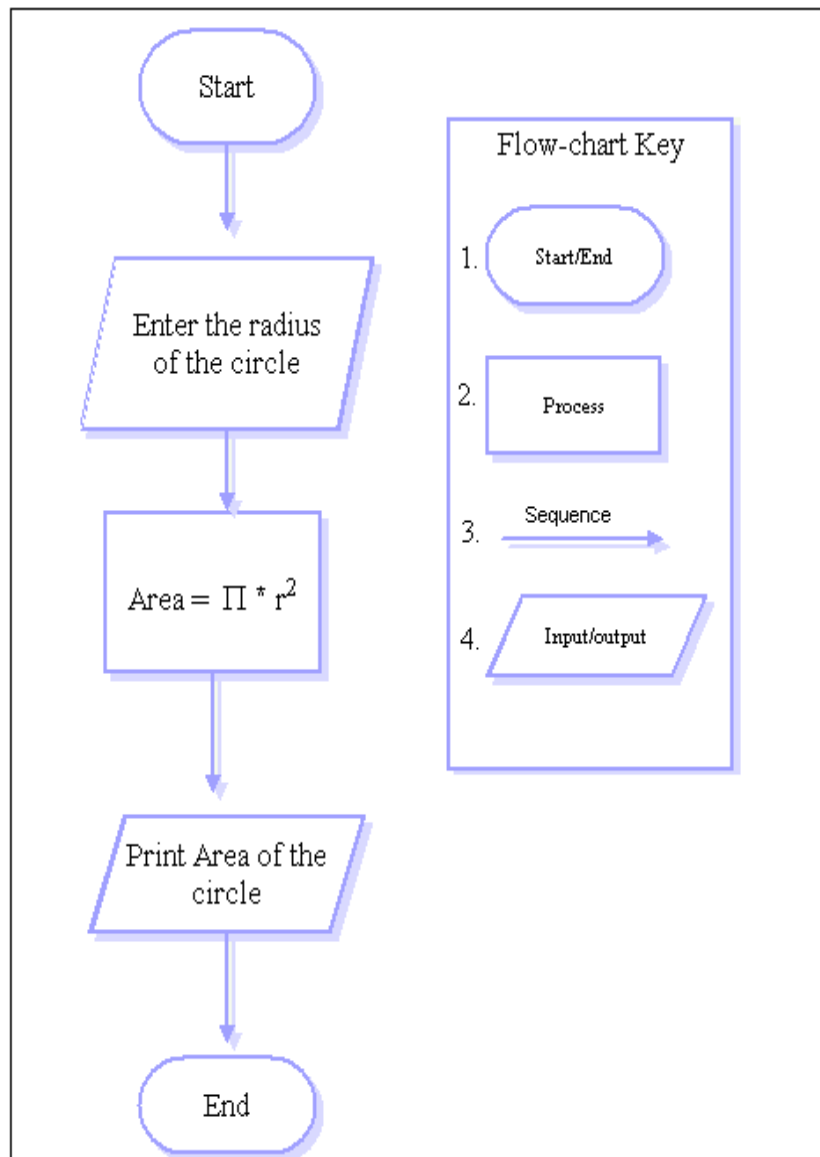 Start
Enter the radius
of the circle
Area = Π * r²
Print Area of the
circle
End
Flow-chart Key
1. Start/End
2. Process
3. Sequence
4. Input/output